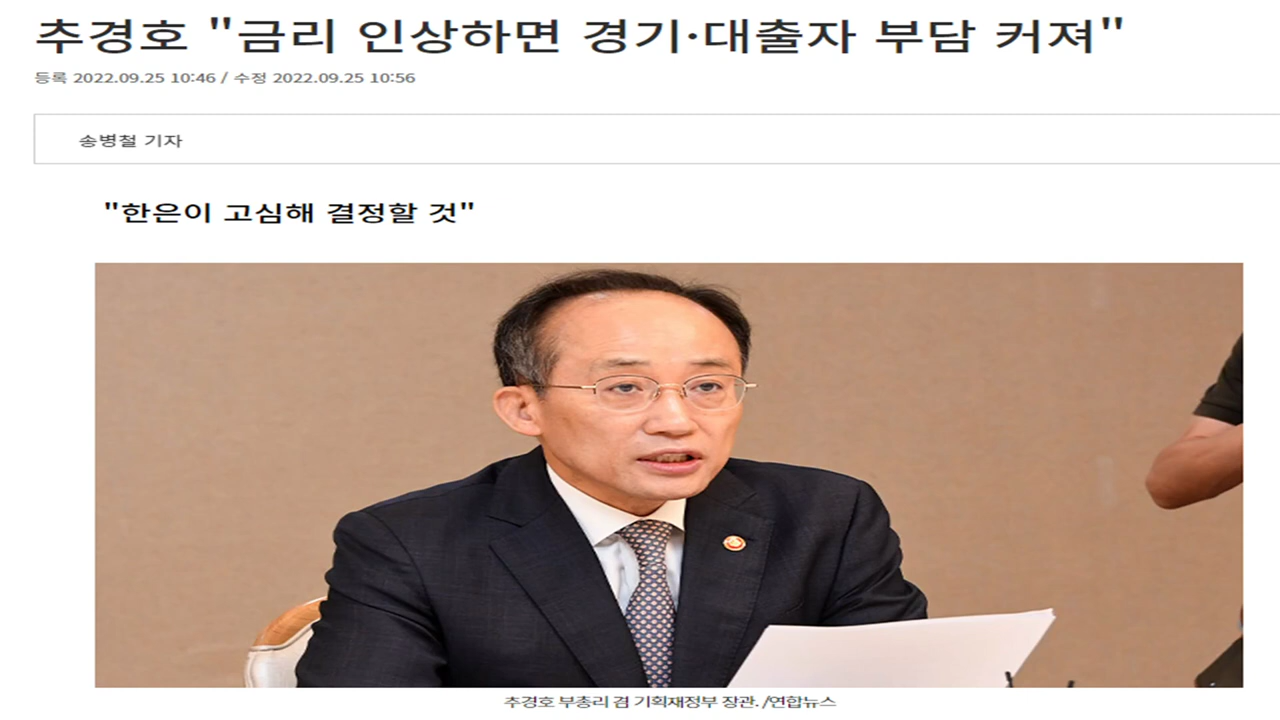 추경호 "금리 인상하면 경기·대출자 부담 커져"
등록 2022.09.25 10:46 / 수정 2022.09.25 10:56
송병철 기자
"한은이 고심해 결정할 것"
추경호 부총리 겸 기획재정부 장관. /연합뉴스